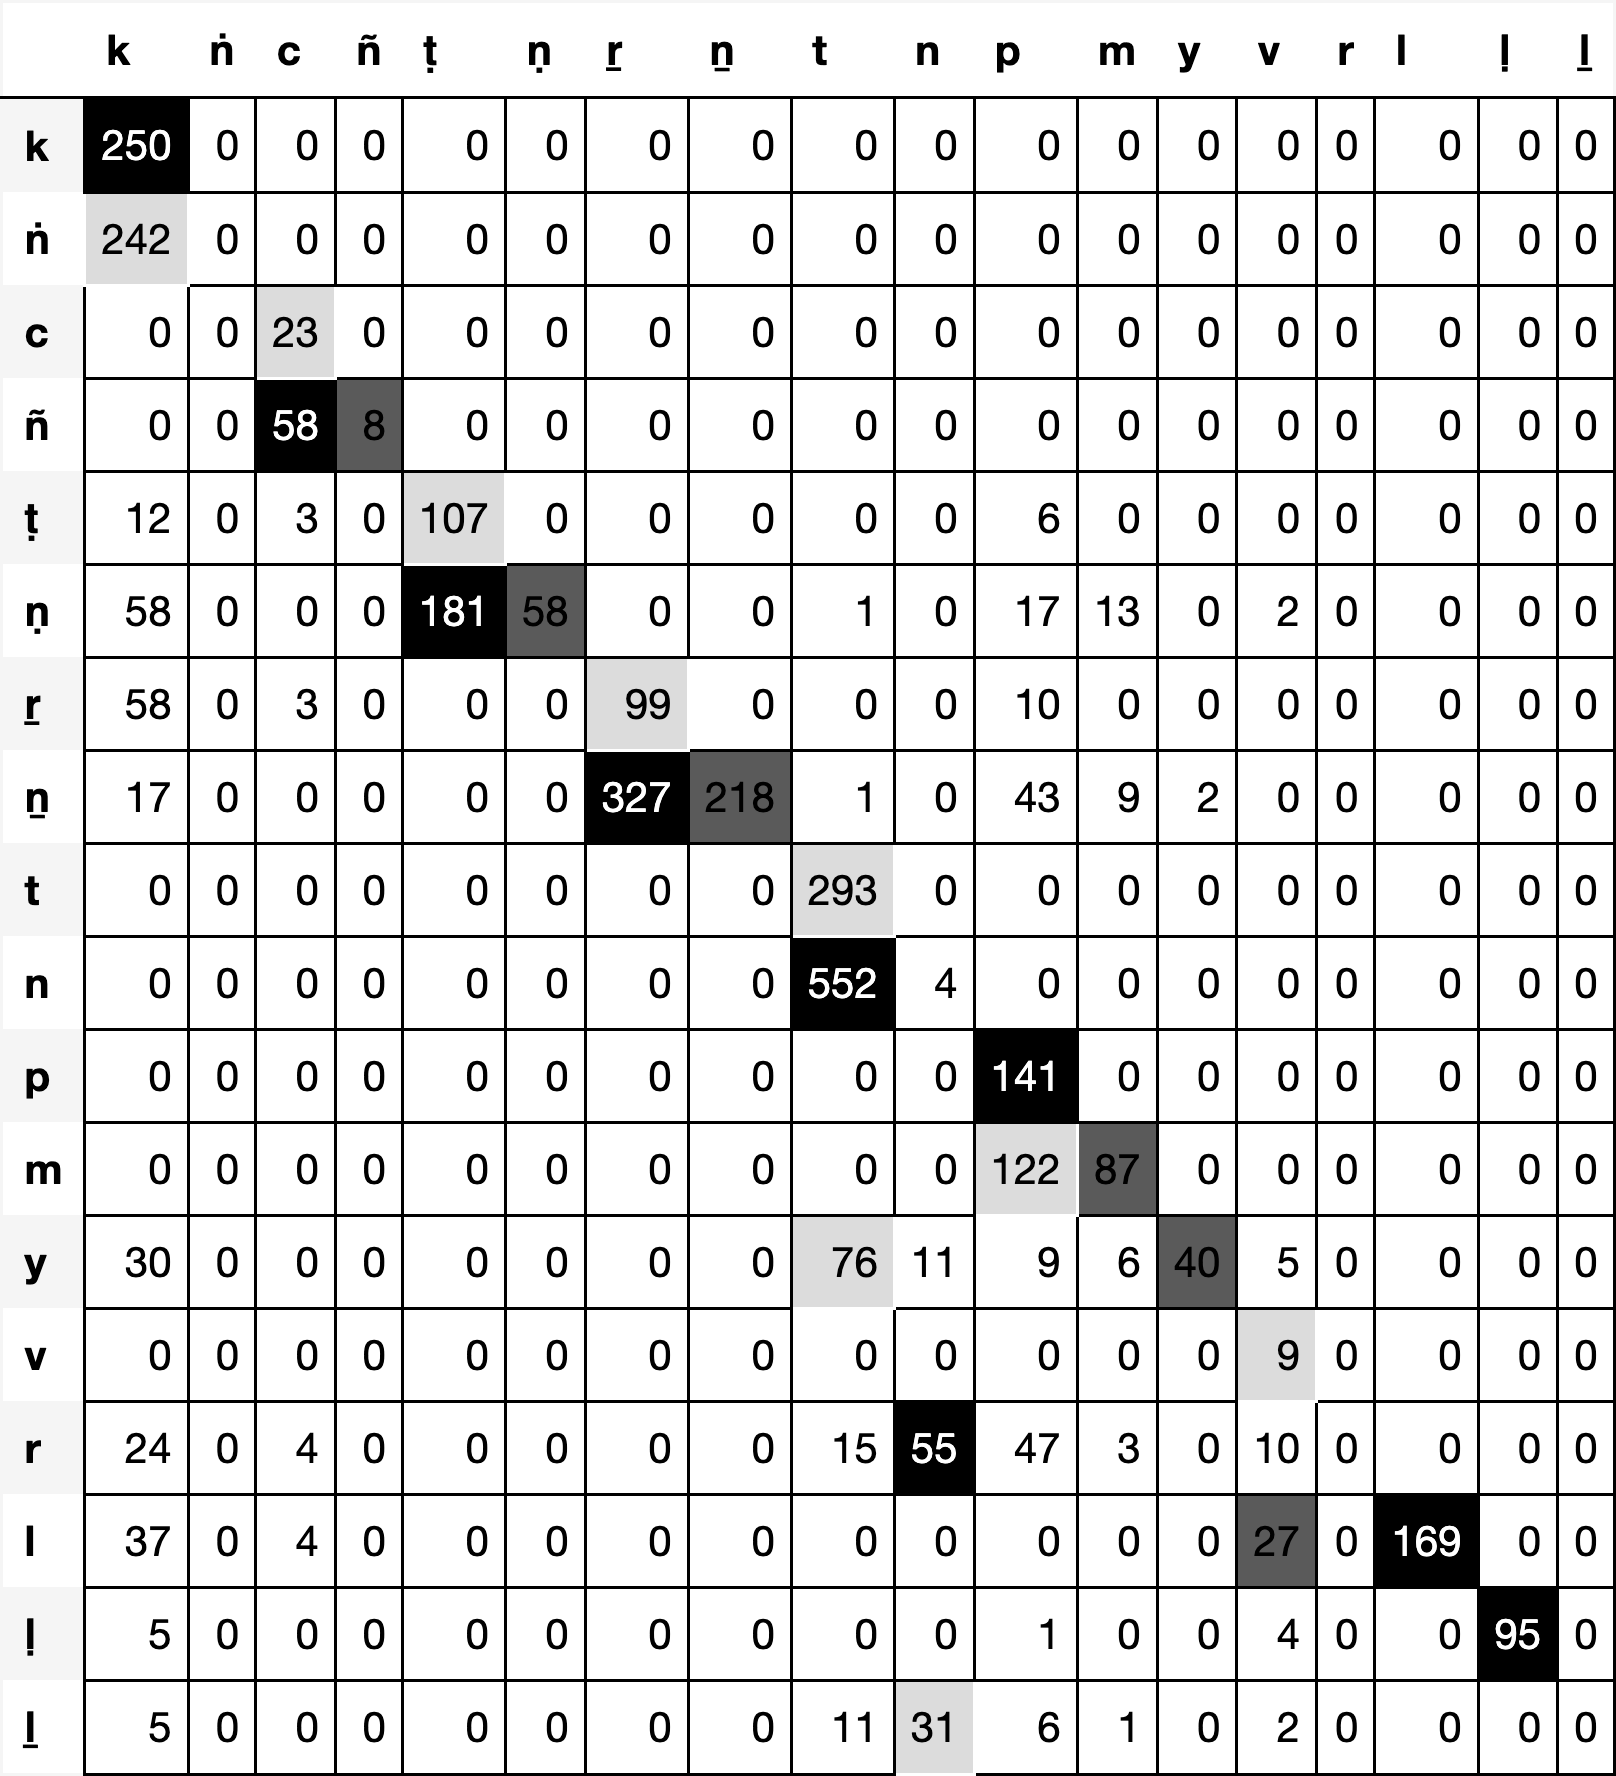 k ṅ c ñ ṭ ṇ ṟ ṉ t n p m y v r l ḷ ḻ
k 250 0 0 0 0 0 0 0 0 0 0 0 0 0 0 0 0 0
ṅ 242 0 0 0 0 0 0 0 0 0 0 0 0 0 0 0 0 0
c 0 0 23 0 0 0 0 0 0 0 0 0 0 0 0 0 0 0
ñ 0 0 58 8 0 0 0 0 0 0 0 0 0 0 0 0 0 0
ṭ 12 0 3 0 107 0 0 0 0 0 6 0 0 0 0 0 0 0
ṇ 58 0 0 0 181 58 0 0 1 0 17 13 0 2 0 0 0 0
ṟ 58 0 3 0 0 0 99 0 0 0 10 0 0 0 0 0 0 0
ṉ 17 0 0 0 0 0 327 218 1 0 43 9 2 0 0 0 0 0
t 0 0 0 0 0 0 0 0 293 0 0 0 0 0 0 0 0 0
n 0 0 0 0 0 0 0 0 552 4 0 0 0 0 0 0 0 0
p 0 0 0 0 0 0 0 0 0 0 141 0 0 0 0 0 0 0
m 0 0 0 0 0 0 0 0 0 0 122 87 0 0 0 0 0 0
y 30 0 0 0 0 0 0 0 76 11 9 6 40 5 0 0 0 0
v 0 0 0 0 0 0 0 0 0 0 0 0 0 9 0 0 0 0
r 24 0 4 0 0 0 0 0 15 55 47 3 0 10 0 0 0 0
l 37 0 4 0 0 0 0 0 0 0 0 0 0 27 0 169 0 0
ḷ 5 0 0 0 0 0 0 0 0 0 1 0 0 4 0 0 95 0
ḻ 5 0 0 0 0 0 0 0 11 31 6 1 0 2 0 0 0 0